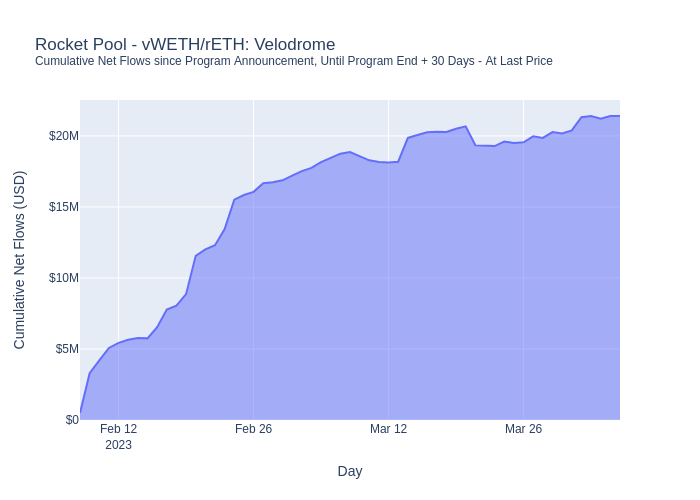 Rocket Pool - vWETH/rETH: Velodrome
Cumulative Net Flows since Program Announcement, Until Program End + 30 Days - At Last Price
Cumulative Net Flows (USD)
$20M
$15M
$10M
$5M
$0
Feb 12
2023
Feb 26
Mar 12
Mar 26
Day